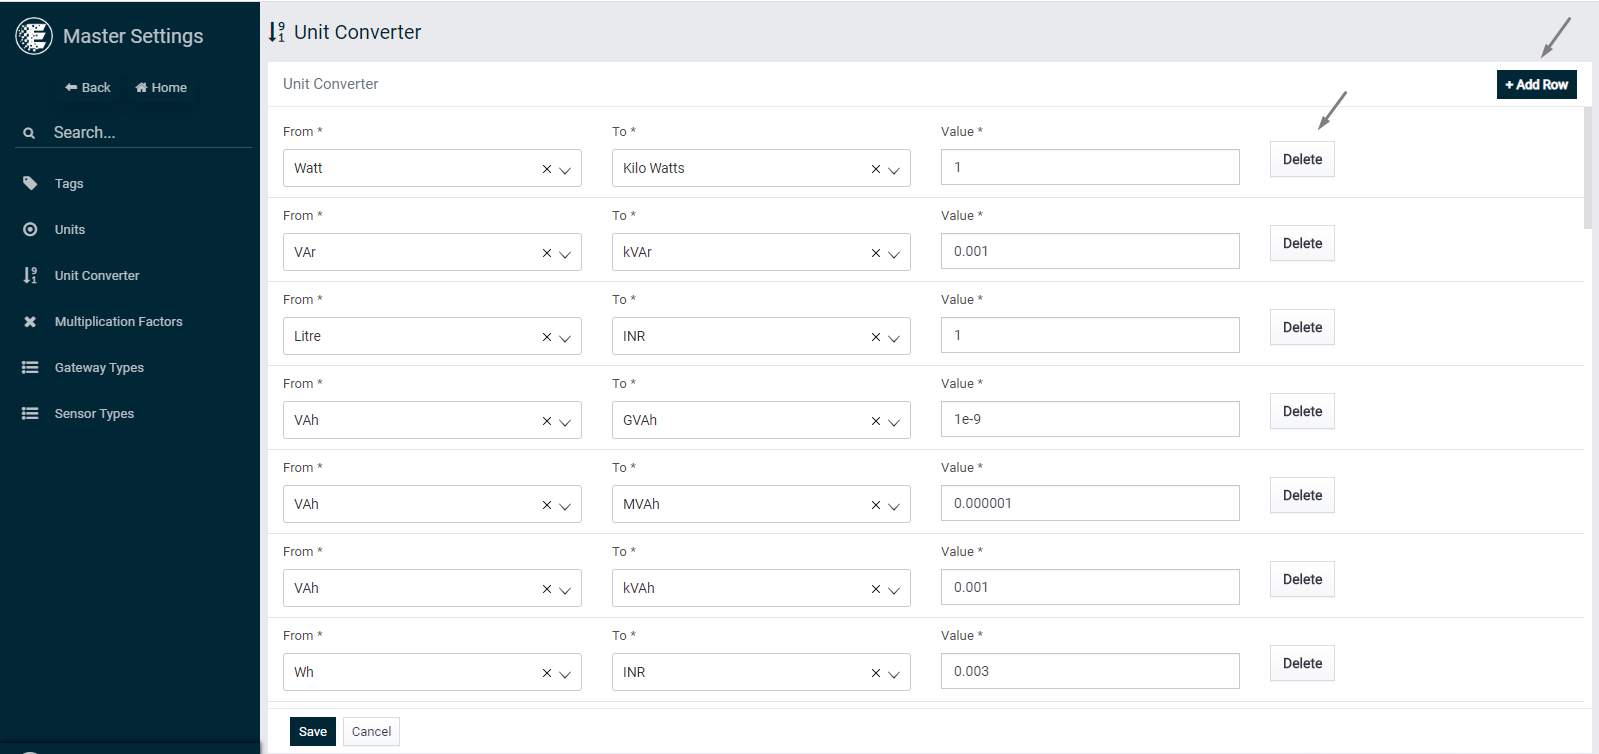 Master Settings
Back Home
Search...
Tags
Units
Unit Converter
Multiplication Factors
Gateway Types
Sensor Types
Unit Converter
Unit Converter
+ Add Row
From * To * Value *
Watt Kilo Watts 1 Delete
From * To * Value *
VAr kVAr 0.001 Delete
From * To * Value *
Litre INR 1 Delete
From * To * Value *
VAh GVAh 1e-9 Delete
From * To * Value *
VAh MVAh 0.000001 Delete
From * To * Value *
VAh kVAh 0.001 Delete
From * To * Value *
Wh INR 0.003 Delete
Save Cancel